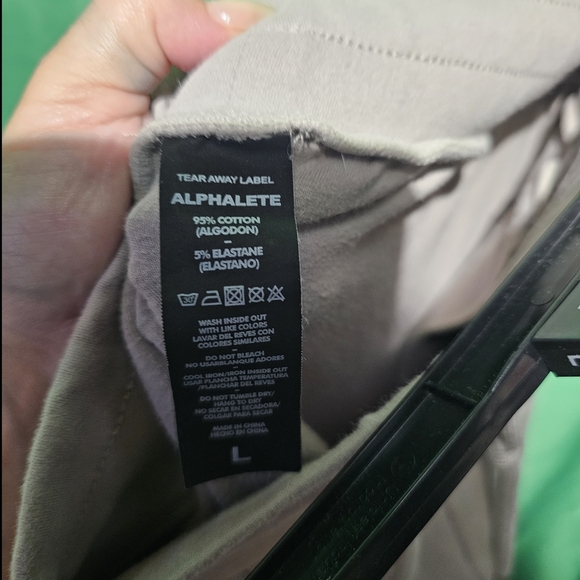 TEAR AWAY LABEL
ALPHALETE
95% COTTON
(ALGODON)
–
5% ELASTANE
(ELASTANO)
–
30°
WASH INSIDE OUT
WITH LIKE COLORS
LAVAR DEL REVES CON
COLORES SIMILARES
–
DO NOT BLEACH
NO USARBLANQUE ADORES
–
COOL IRON/IRON INSIDE OUT
USAR PLANCHA TEMPERATURA
/PLANCHAR DEL REVES
–
DO NOT TUMBLE DRY/
HANG TO DRY
NO SECAR EN SECADORA/
COLGAR PARA SECAR
–
MADE IN CHINA
HECHO EN CHINA
L